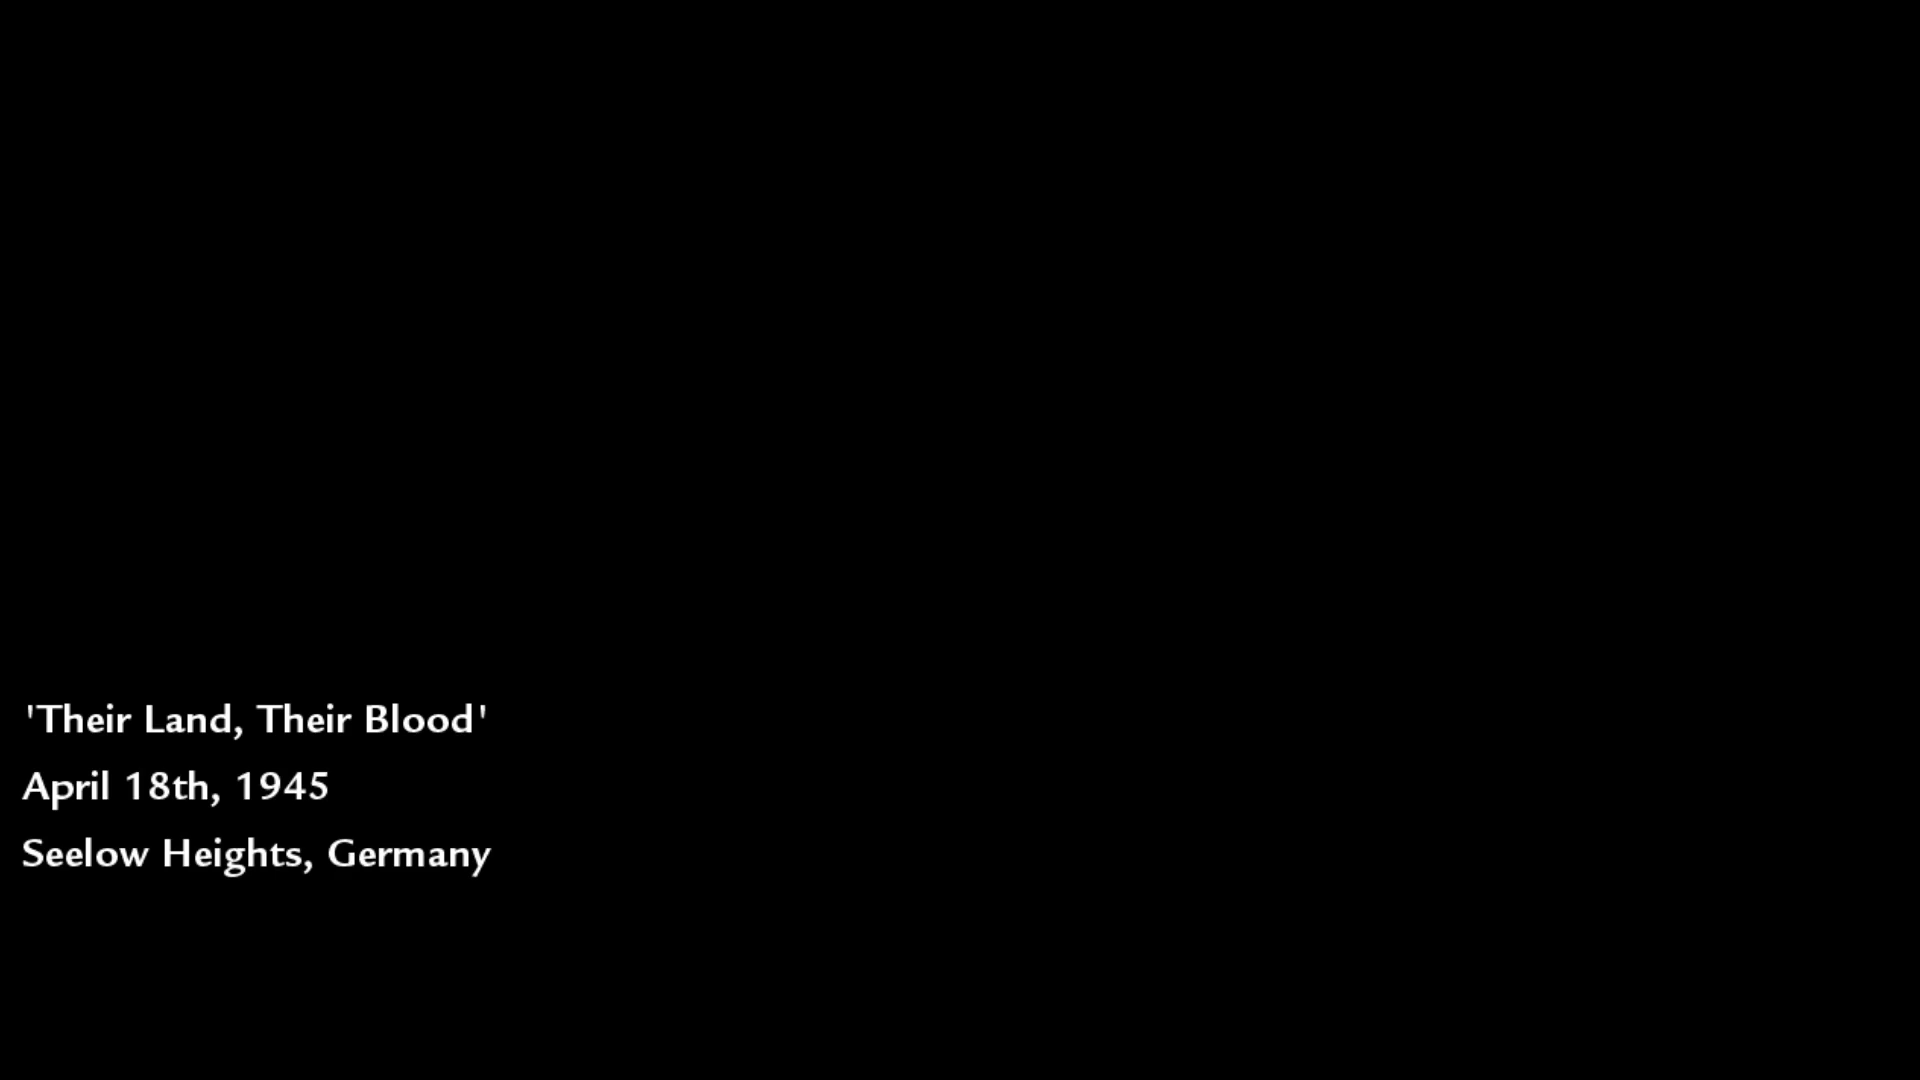 'Their Land, Their Blood'
April 18th, 1945
Seelow Heights, Germany